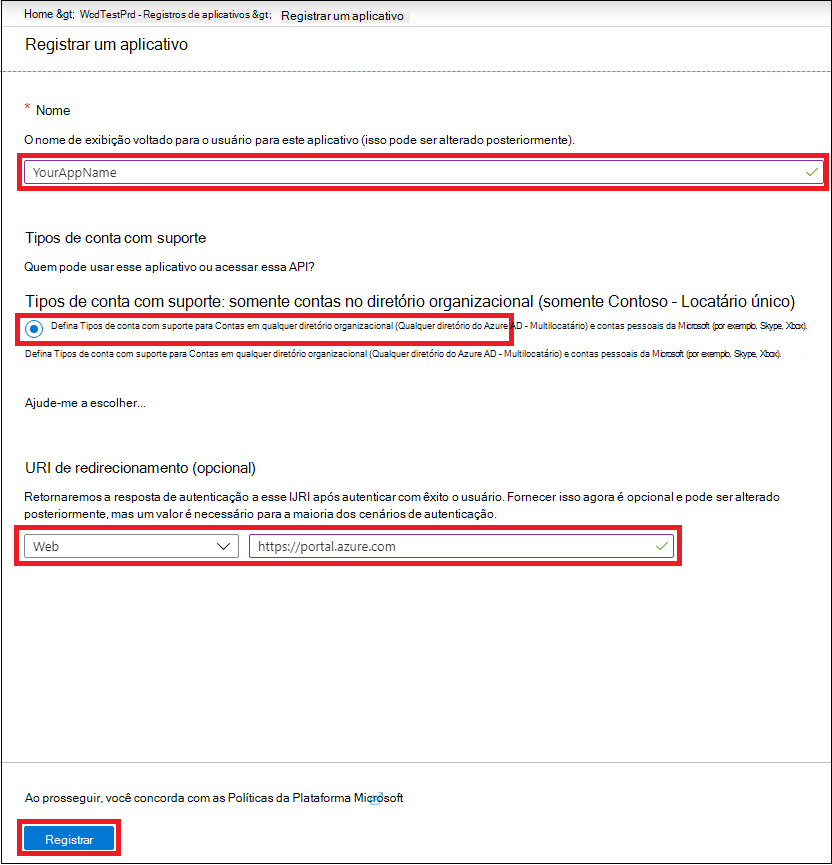 Home &gt; WcdTestPrd - Registros de aplicativos &gt; Registrar um aplicativo
Registrar um aplicativo
* Nome
O nome de exibição voltado para o usuário para este aplicativo (isso pode ser alterado posteriormente).
YourAppName
Tipos de conta com suporte
Quem pode usar esse aplicativo ou acessar essa API?
Tipos de conta com suporte: somente contas no diretório organizacional (somente Contoso - Locatário único)
Defina Tipos de conta com suporte para Contas em qualquer diretório organizacional (Qualquer diretório do Azure AD - Multilocatário) e contas pessoais da Microsoft (por exemplo, Skype, Xbox).
Defina Tipos de conta com suporte para Contas em qualquer diretório organizacional (Qualquer diretório do Azure AD - Multilocatário) e contas pessoais da Microsoft (por exemplo, Skype, Xbox).
Ajude-me a escolher...
URI de redirecionamento (opcional)
Retornaremos a resposta de autenticação a esse IJRI após autenticar com êxito o usuário. Fornecer isso agora é opcional e pode ser alterado
posteriormente, mas um valor é necessário para a maioria dos cenários de autenticação.
Web https://portal.azure.com
Ao prosseguir, você concorda com as Políticas da Plataforma Microsoft
Registrar